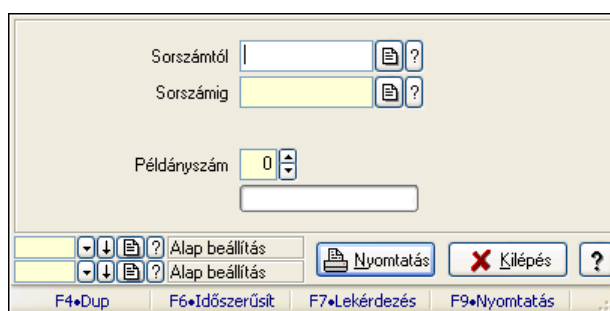 Sorszámtól ?
Sorszámig ?
Példányszám 0
? Alap beállítás
? Alap beállítás
Nyomtatás Kilépés ?
F4•Dup F6•Időszerűsít F7•Lekérdezés F9•Nyomtatás